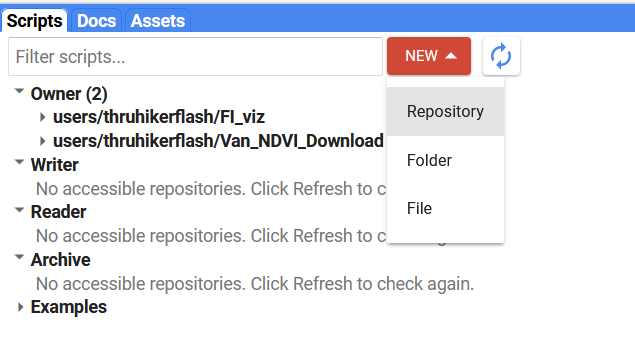 Scripts Docs Assets
Filter scripts...
NEW
Repository
Folder
File
Owner (2)
users/thruhikerflash/FI_viz
users/thruhikerflash/Van_NDVI_Download
Writer
No accessible repositories. Click Refresh to c
Reader
No accessible repositories. Click Refresh to c
Archive
No accessible repositories. Click Refresh to check again.
Examples